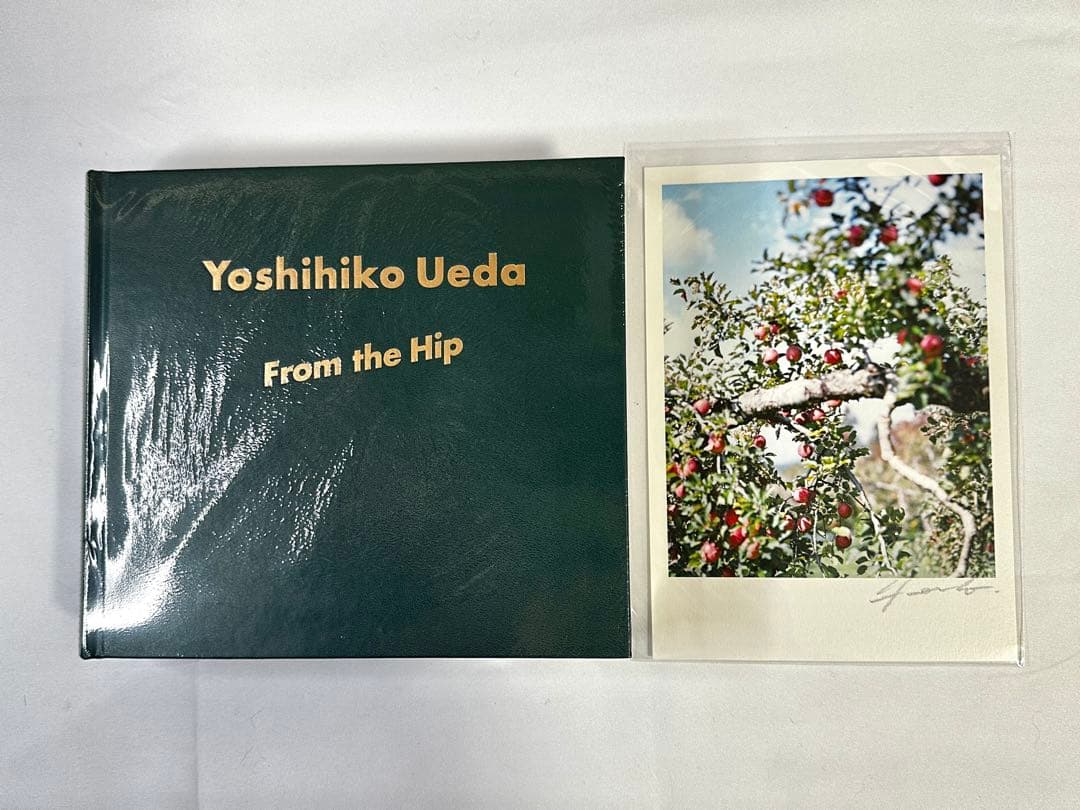 Yoshihiko Ueda
From the Hip